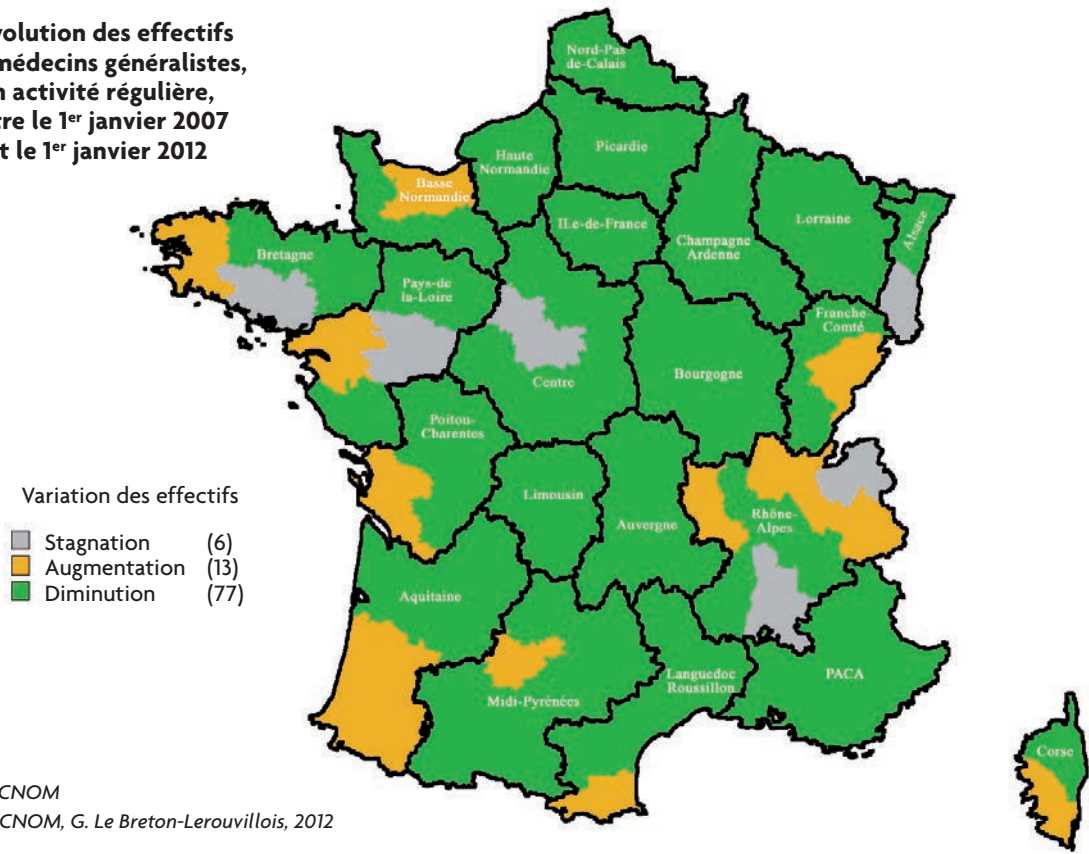 volution des effectifs
médecins généralistes,
n activité régulière,
tre le 1er janvier 2007
t le 1er janvier 2012
Nord-Pas
de-Calais
Picardie
Haute
Normandie
Basse
Normandie
ILe-de-France
Champagne
Ardenne
Lorraine
Alsace
Bretagne
Pays-de
la-Loire
Centre
Bourgogne
Franche-
Comté
Poitou-
Charentes
Limousin
Auvergne
Rhône-
Alpes
Aquitaine
Midi-Pyrénées
Languedoc
Roussillon
PACA
Corse
Variation des effectifs
Stagnation (6)
Augmentation (13)
Diminution (77)
CNOM
CNOM, G. Le Breton-Lerouvillois, 2012